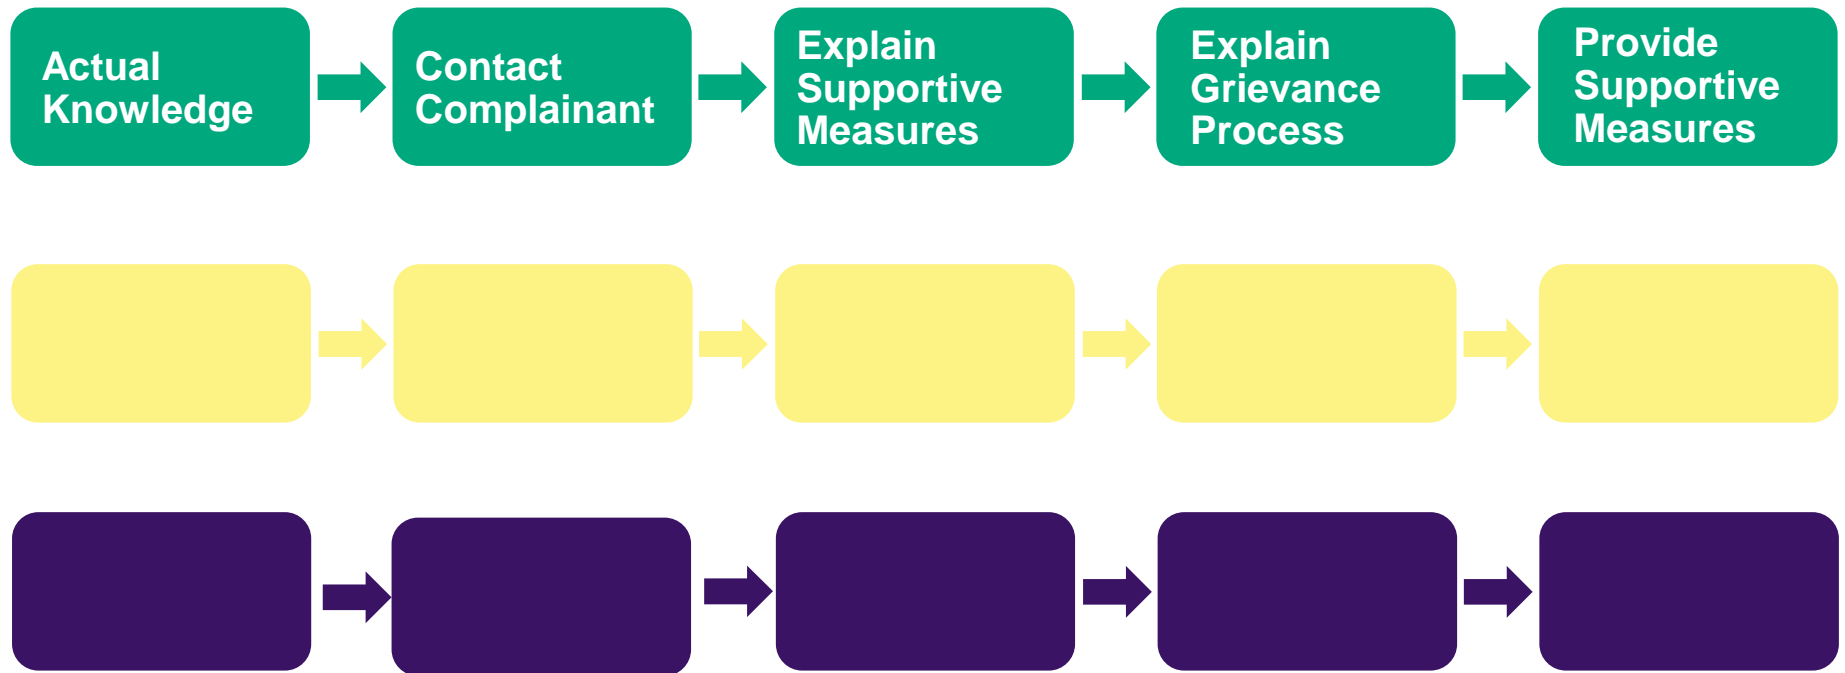 Actual
Knowledge
Contact
Complainant
Explain
Supportive
Measures
Explain
Grievance
Process
Provide
Supportive
Measures